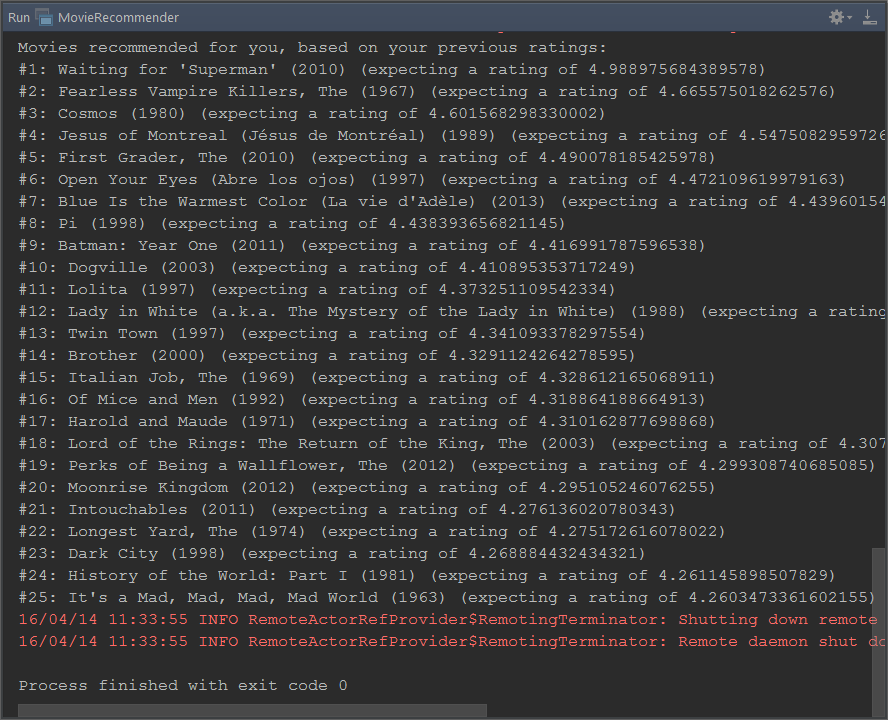 Run MovieRecommender
Movies recommended for you, based on your previous ratings:
#1: Waiting for 'Superman' (2010) (expecting a rating of 4.988975684389578)
#2: Fearless Vampire Killers, The (1967) (expecting a rating of 4.665575018262576)
#3: Cosmos (1980) (expecting a rating of 4.601568298330002)
#4: Jesus of Montreal (Jésus de Montréal) (1989) (expecting a rating of 4.5475082959726
#5: First Grader, The (2010) (expecting a rating of 4.490078185425978)
#6: Open Your Eyes (Abre los ojos) (1997) (expecting a rating of 4.472109619979163)
#7: Blue Is the Warmest Color (La vie d'Adèle) (2013) (expecting a rating of 4.43960154
#8: Pi (1998) (expecting a rating of 4.438393656821145)
#9: Batman: Year One (2011) (expecting a rating of 4.416991787596538)
#10: Dogville (2003) (expecting a rating of 4.410895353717249)
#11: Lolita (1997) (expecting a rating of 4.373251109542334)
#12: Lady in White (a.k.a. The Mystery of the Lady in White) (1988) (expecting a rating
#13: Twin Town (1997) (expecting a rating of 4.341093378297554)
#14: Brother (2000) (expecting a rating of 4.3291124264278595)
#15: Italian Job, The (1969) (expecting a rating of 4.328612165068911)
#16: Of Mice and Men (1992) (expecting a rating of 4.318864188664913)
#17: Harold and Maude (1971) (expecting a rating of 4.310162877698868)
#18: Lord of the Rings: The Return of the King, The (2003) (expecting a rating of 4.307
#19: Perks of Being a Wallflower, The (2012) (expecting a rating of 4.299308740685085)
#20: Moonrise Kingdom (2012) (expecting a rating of 4.295105246076255)
#21: Intouchables (2011) (expecting a rating of 4.276136020780343)
#22: Longest Yard, The (1974) (expecting a rating of 4.275172616078022)
#23: Dark City (1998) (expecting a rating of 4.268884432434321)
#24: History of the World: Part I (1981) (expecting a rating of 4.261145898507829)
#25: It's a Mad, Mad, Mad, Mad World (1963) (expecting a rating of 4.2603473361602155)
16/04/14 11:33:55 INFO RemoteActorRefProvider$RemotingTerminator: Shutting down remote
16/04/14 11:33:55 INFO RemoteActorRefProvider$RemotingTerminator: Remote daemon shut do
Process finished with exit code 0